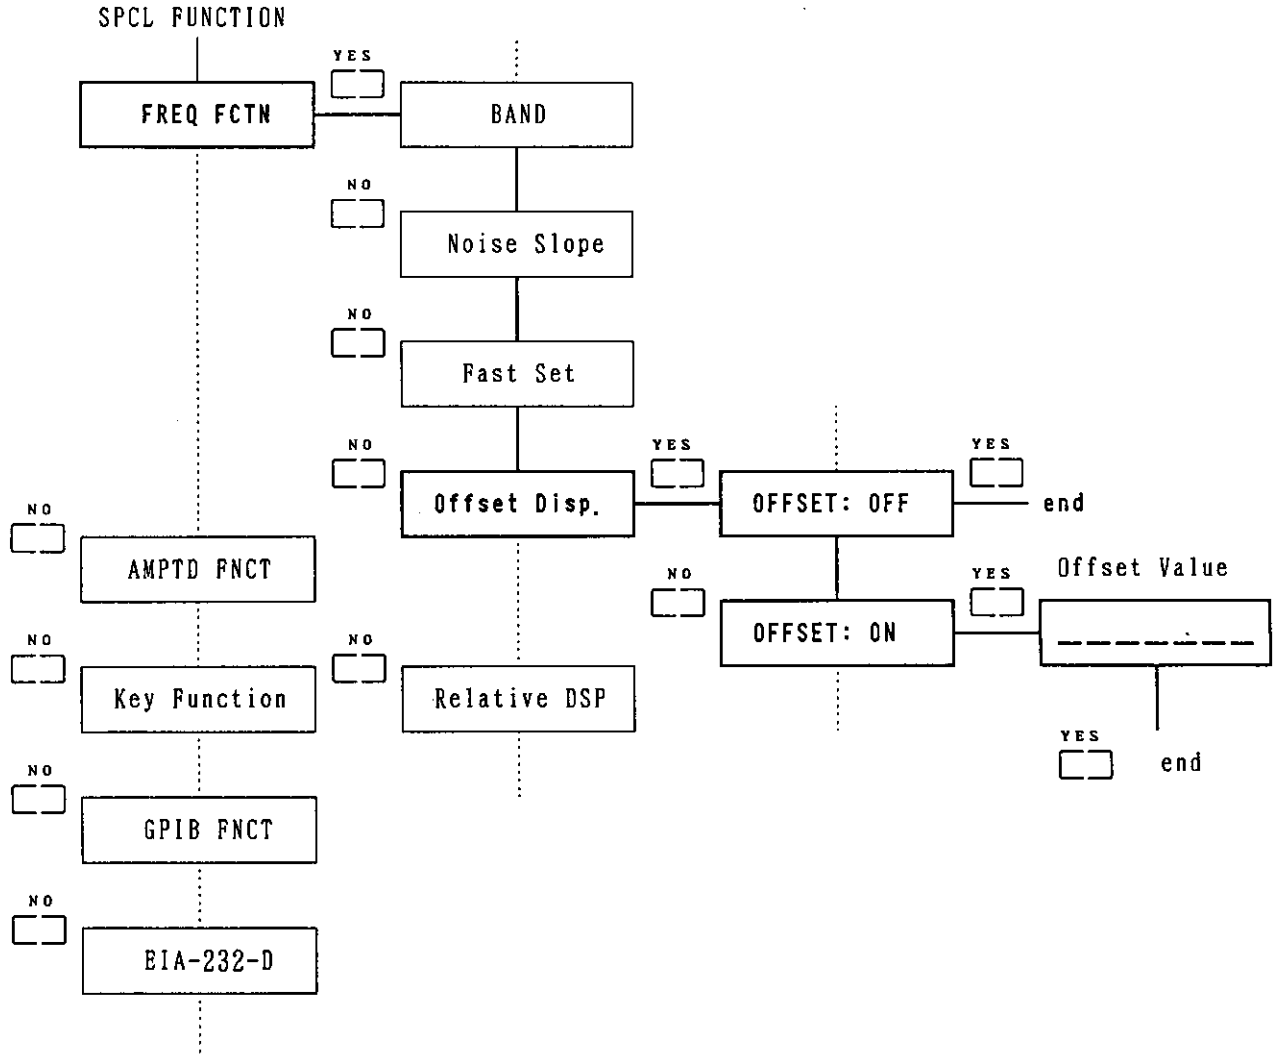 SPCL FUNCTION
YES
FREQ FCTN
BAND
NO
Noise Slope
NO
Fast Set
NO
YES
YES
Offset Disp.
OFFSET: OFF
end
NO
AMPTD FNCT
NO
YES
Offset Value
OFFSET: ON
_ _ _ _ _ _ _
NO
NO
Key Function
Relative DSP
YES
end
NO
GPIB FNCT
NO
EIA-232-D